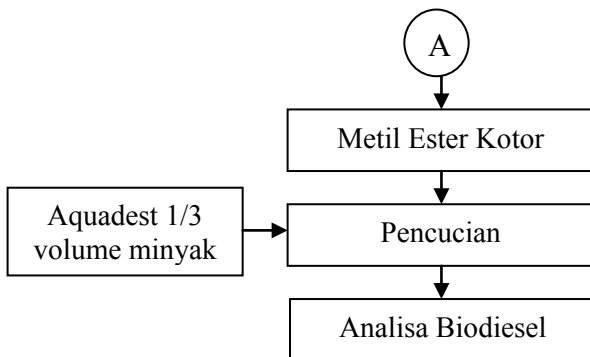 A
Metil Ester Kotor
Aquadest 1/3
volume minyak
Pencucian
Analisa Biodiesel